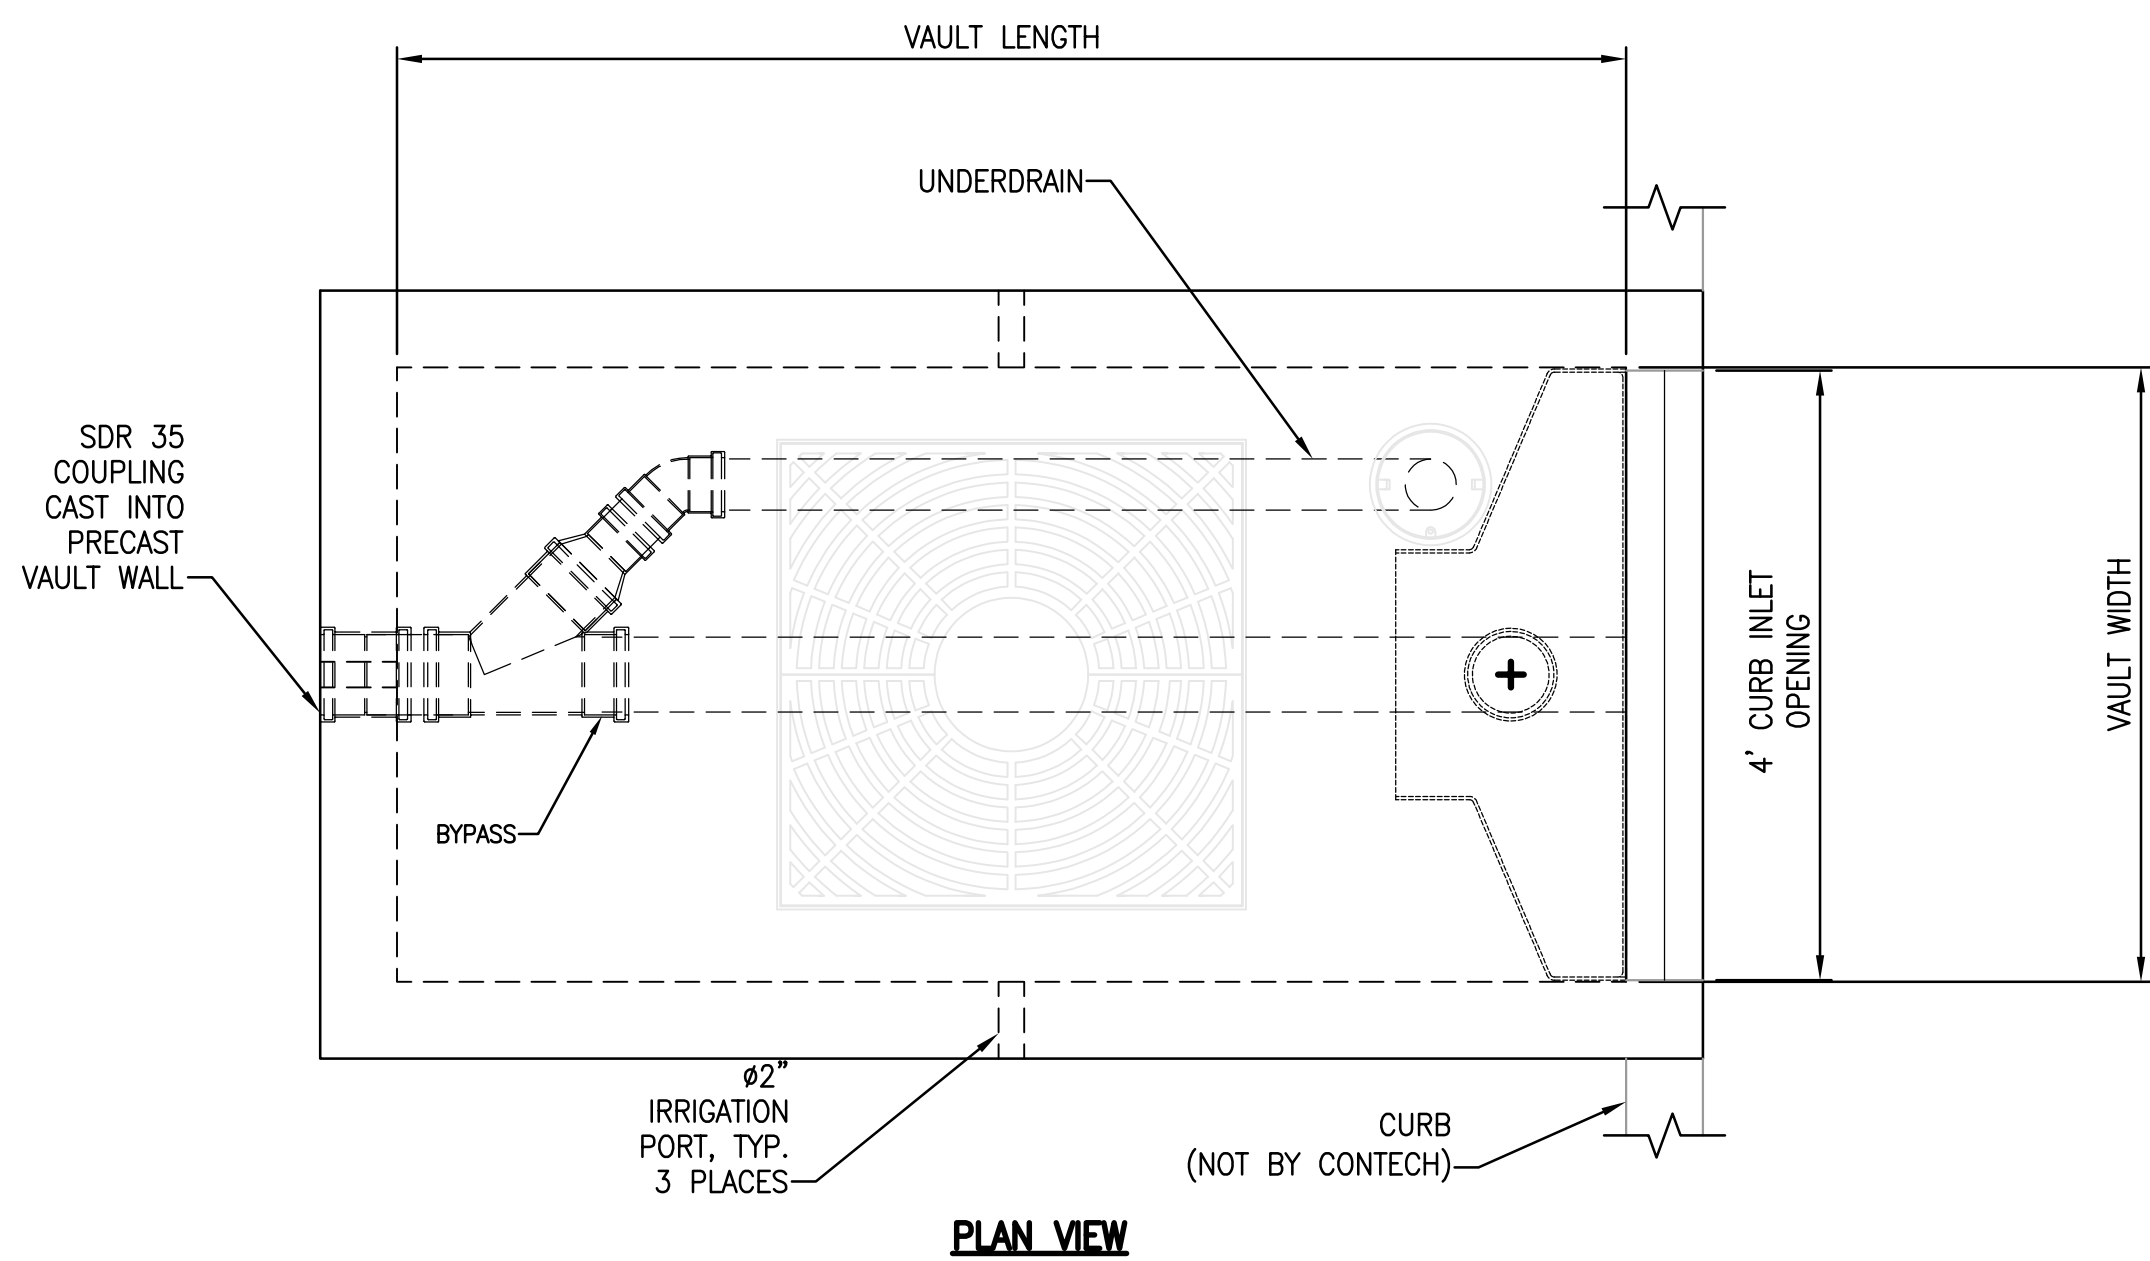 VAULT LENGTH
UNDERDRAIN
SDR 35
COUPLING
CAST INTO
PRECAST
VAULT WALL
BYPASS
4' CURB INLET
OPENING
VAULT WIDTH
ø2"
IRRIGATION
PORT, TYP.
3 PLACES
CURB
(NOT BY CONTECH)
PLAN VIEW